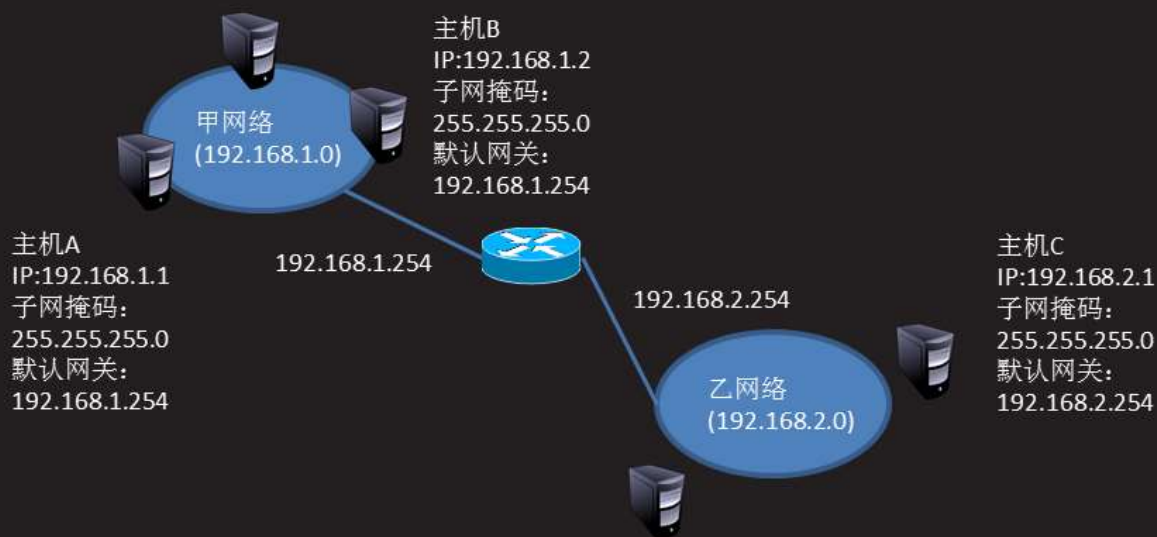 主机B
IP:192.168.1.2
子网掩码：
255.255.255.0
默认网关：
192.168.1.254
甲网络
(192.168.1.0)
主机A
IP:192.168.1.1
子网掩码：
255.255.255.0
默认网关：
192.168.1.254
192.168.1.254
192.168.2.254
主机C
IP:192.168.2.1
子网掩码：
255.255.255.0
默认网关：
192.168.2.254
乙网络
(192.168.2.0)